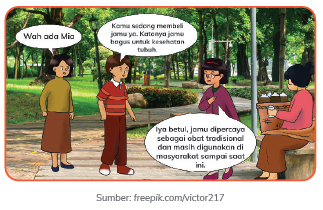 Wah ada Mia
Kamu sedang membeli
jamu ya. Katanya jamu
bagus untuk kesehatan
tubuh.
Iya betul, jamu dipercaya
sebagai obat tradisional
dan masih digunakan di
masyarakat sampai saat
ini.
Sumber: freepik.com/victor217